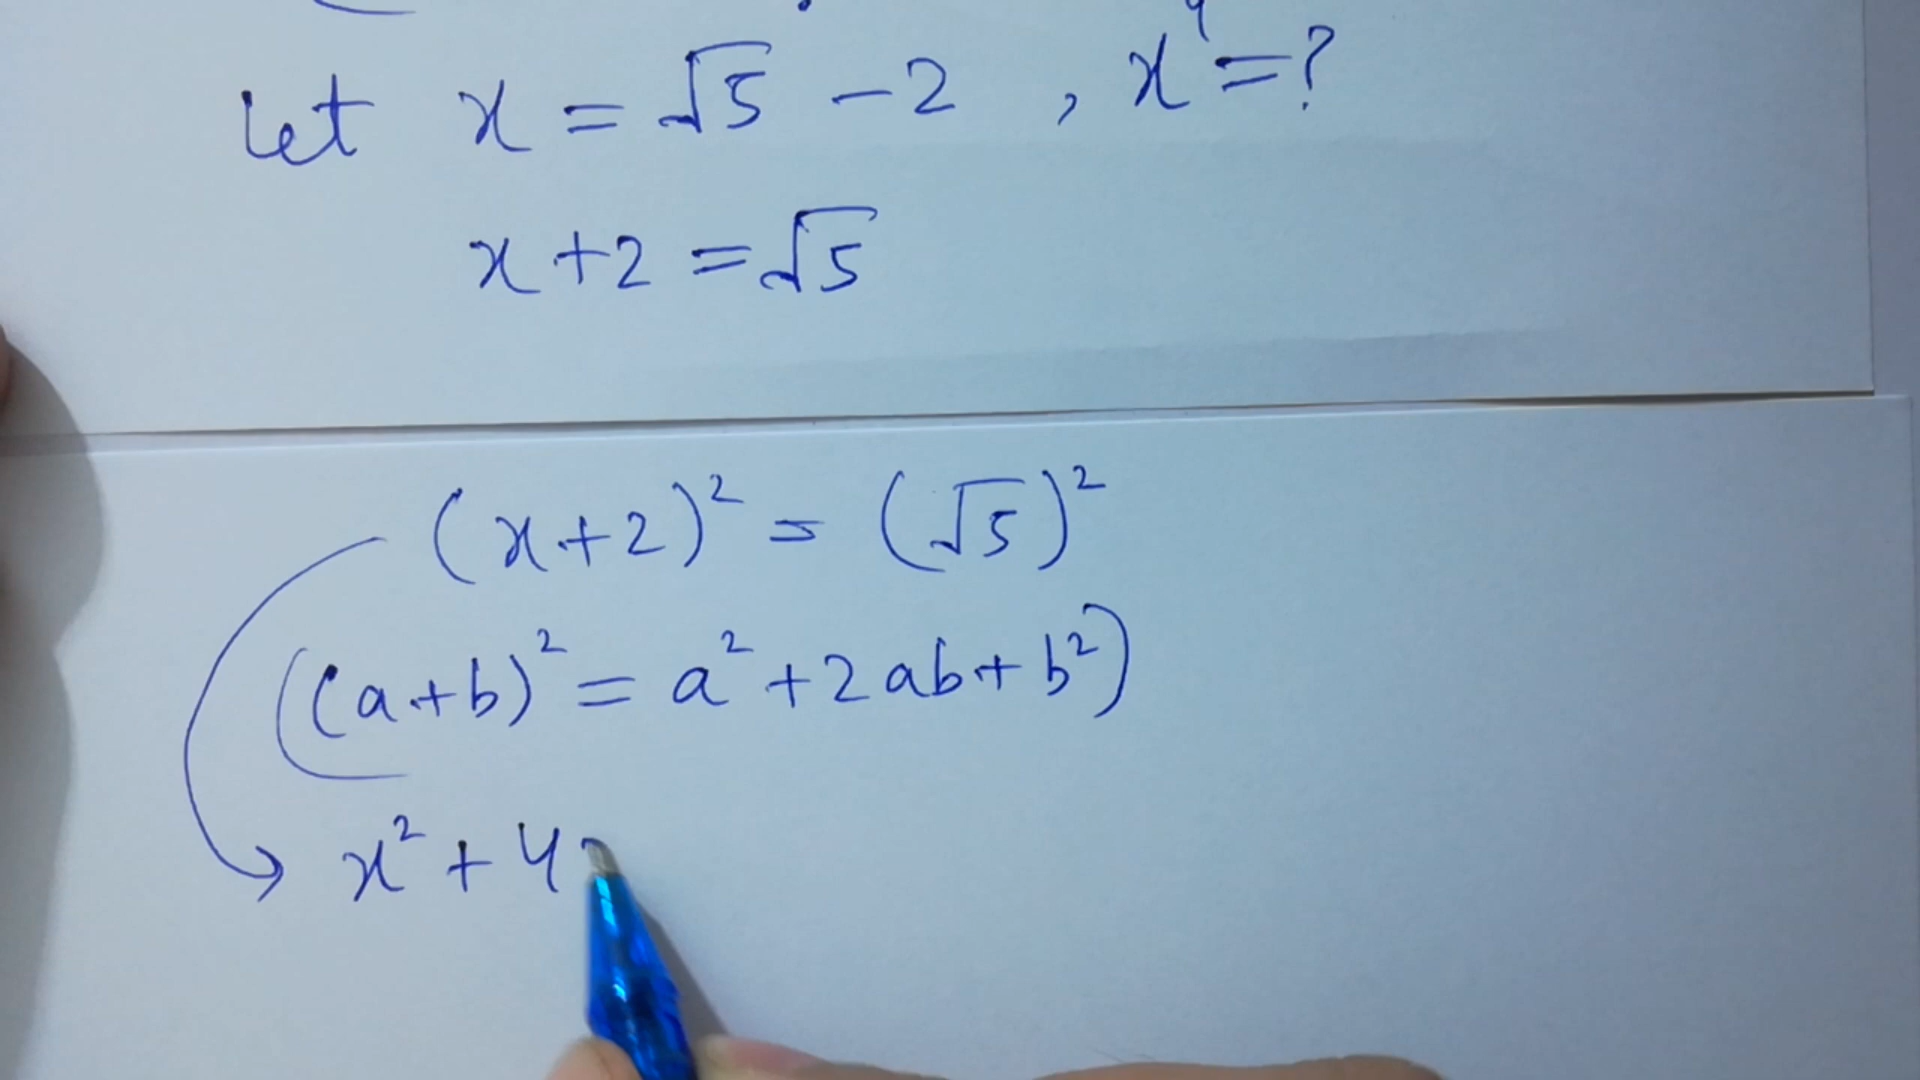 let x = √5 - 2 , x⁴ = ?
x + 2 = √5
(x + 2)² = (√5)²
((a + b)² = a² + 2ab + b²)
x² + 4